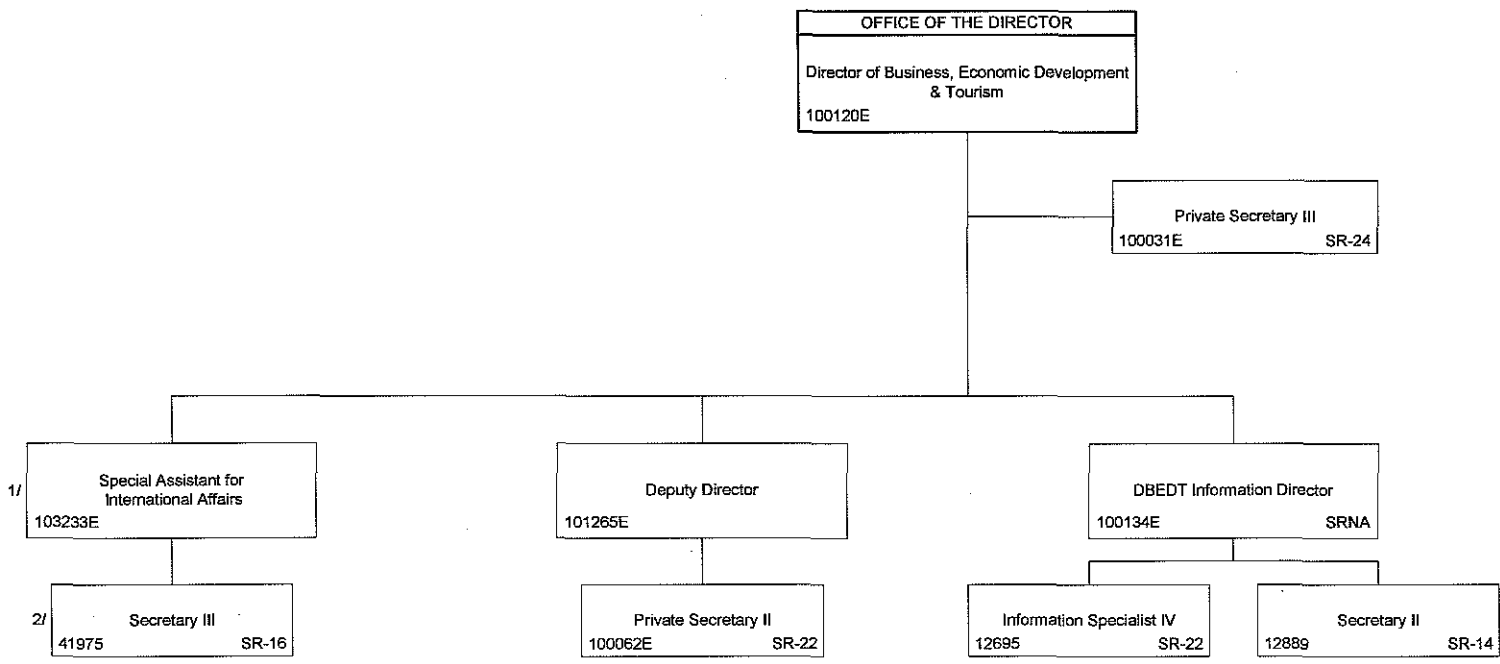 OFFICE OF THE DIRECTOR
Director of Business, Economic Development
& Tourism
100120E
Private Secretary III
100031E SR-24
1/
Special Assistant for
International Affairs
103233E
Deputy Director
101265E
DBEDT Information Director
100134E SRNA
2/
Secretary III
41975 SR-16
Private Secretary II
100062E SR-22
Information Specialist IV
12695 SR-22
Secretary II
12889 SR-14